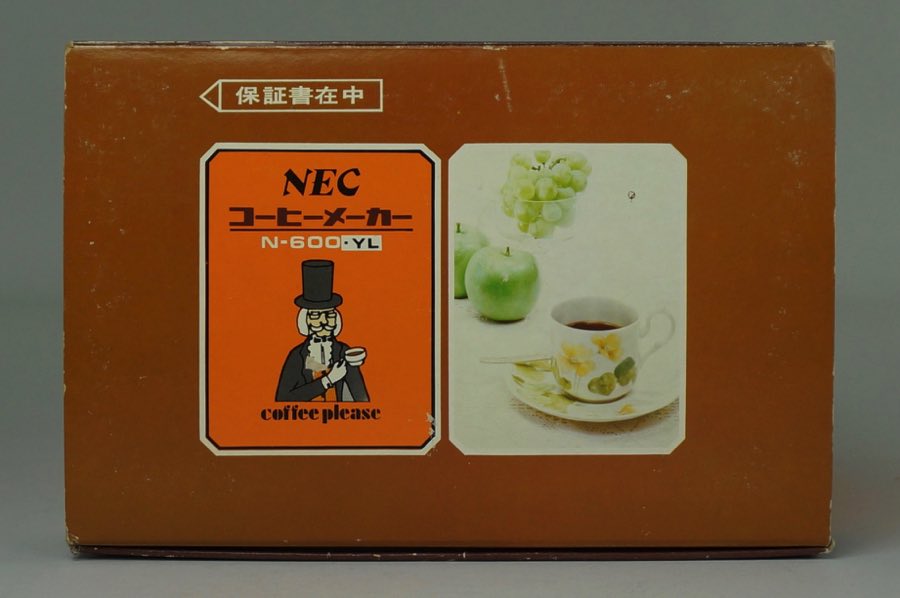 保証書在中
NEC
コーヒーメーカー
N-600・YL
coffee please